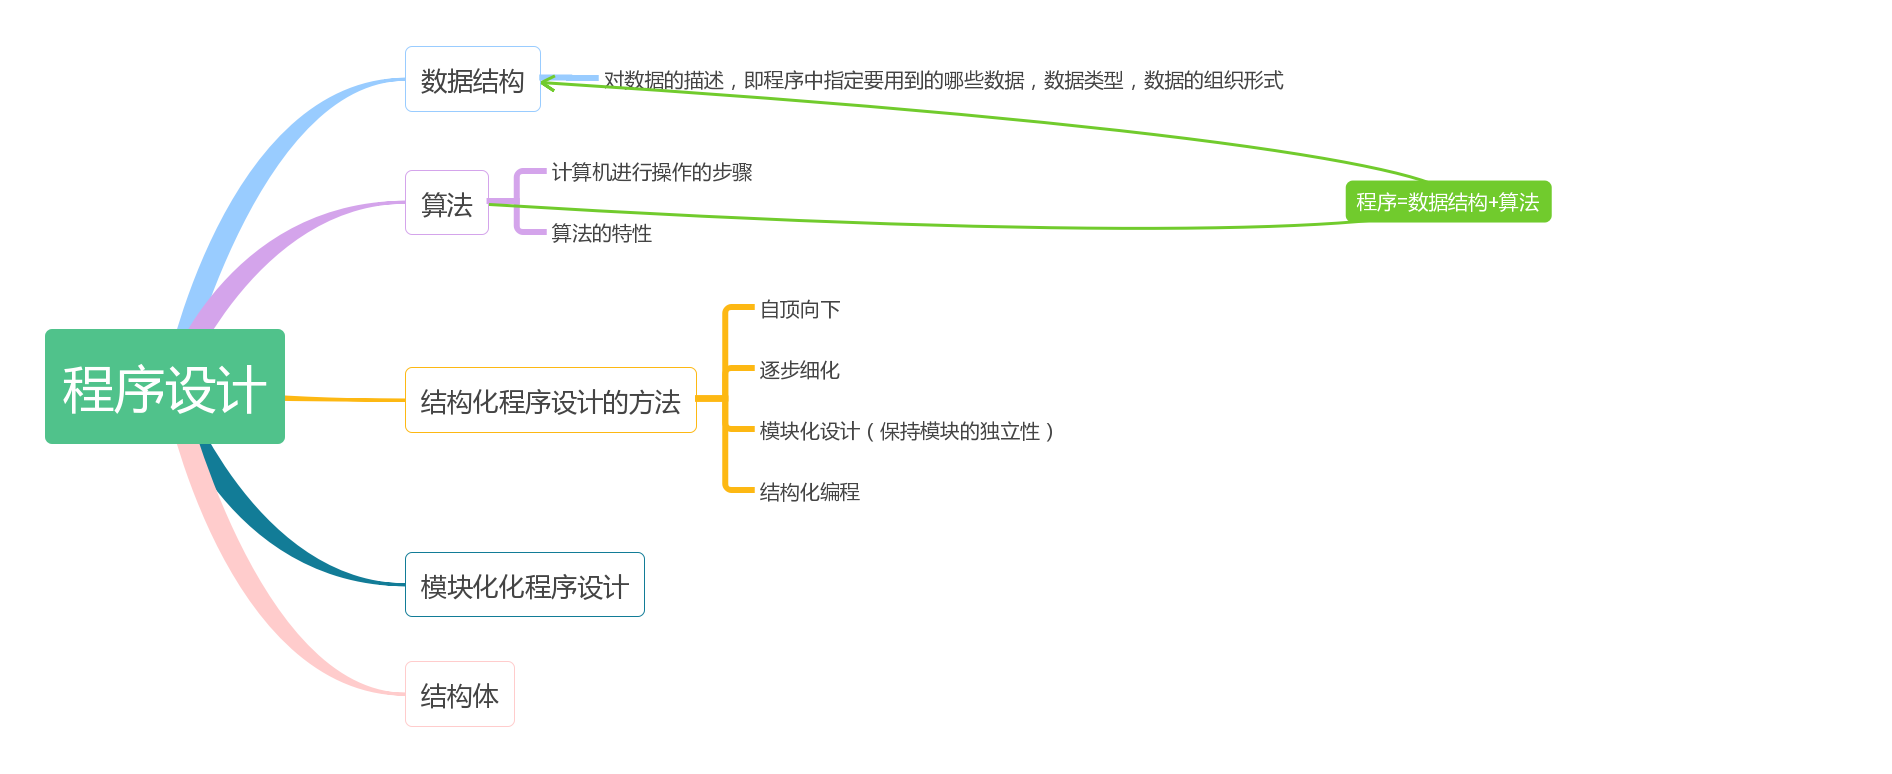 数据结构
对数据的描述，即程序中指定要用到的哪些数据，数据类型，数据的组织形式
算法
计算机进行操作的步骤
算法的特性
程序=数据结构+算法
程序设计
结构化程序设计的方法
自顶向下
逐步细化
模块化设计（保持模块的独立性）
结构化编程
模块化化程序设计
结构体